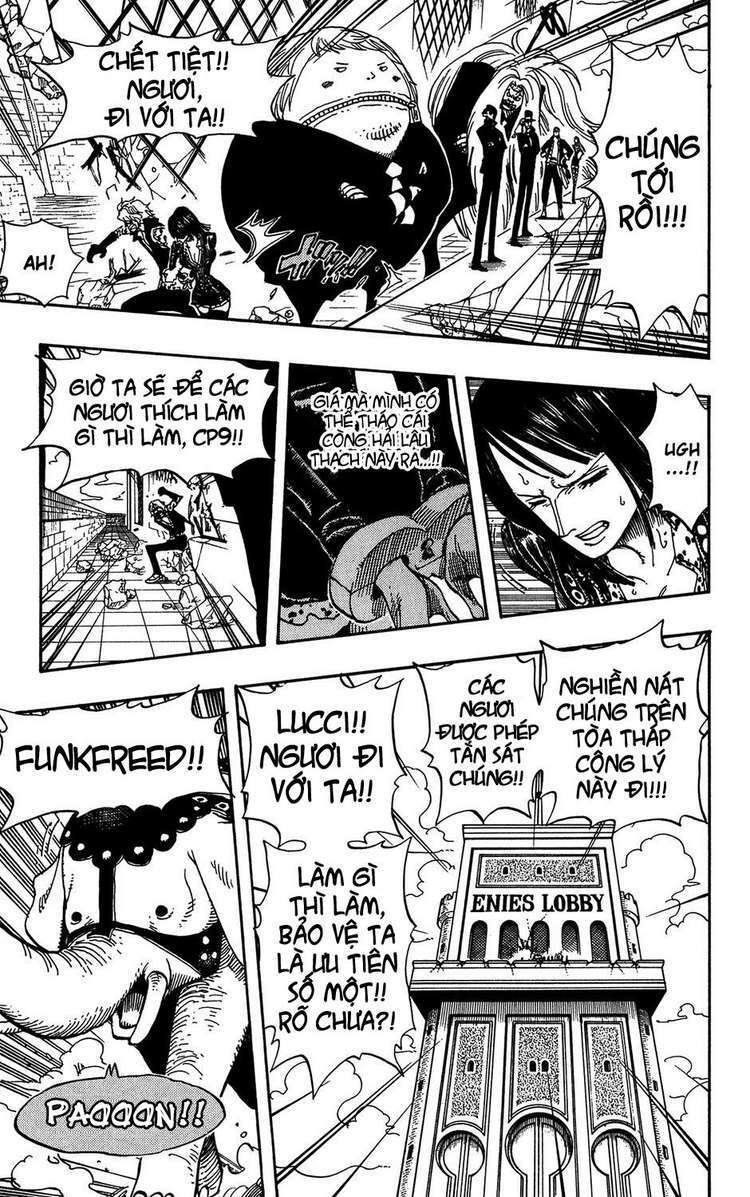 CHÚNG
TỚI
RỒI!!!
CHẾT TIỆT!!
NGƯƠI,
ĐI VỚI TA!!
AH!
UGH
...!!
GIÁ MÀ MÌNH CÓ
THỂ THÁO CÁI
CÒNG HẢI LÂU
THẠCH NÀY RA...!!
GIỜ TA SẼ ĐỂ CÁC
NGƯƠI THÍCH LÀM
GÌ THÌ LÀM, CP9!!
NGHIỀN NÁT
CHÚNG TRÊN
TÒA THÁP
CÔNG LÝ
NÀY ĐI!!!
CÁC
NGƯƠI
ĐƯỢC PHÉP
TÀN SÁT
CHÚNG!!
ENIES LOBBY
LUCCI!!
NGƯƠI ĐI
VỚI TA!!
LÀM GÌ
THÌ LÀM,
BẢO VỆ TA
LÀ ƯU TIÊN
SỐ MỘT!!
RÕ CHƯA?!
FUNKFREED!!
PAOOON!!